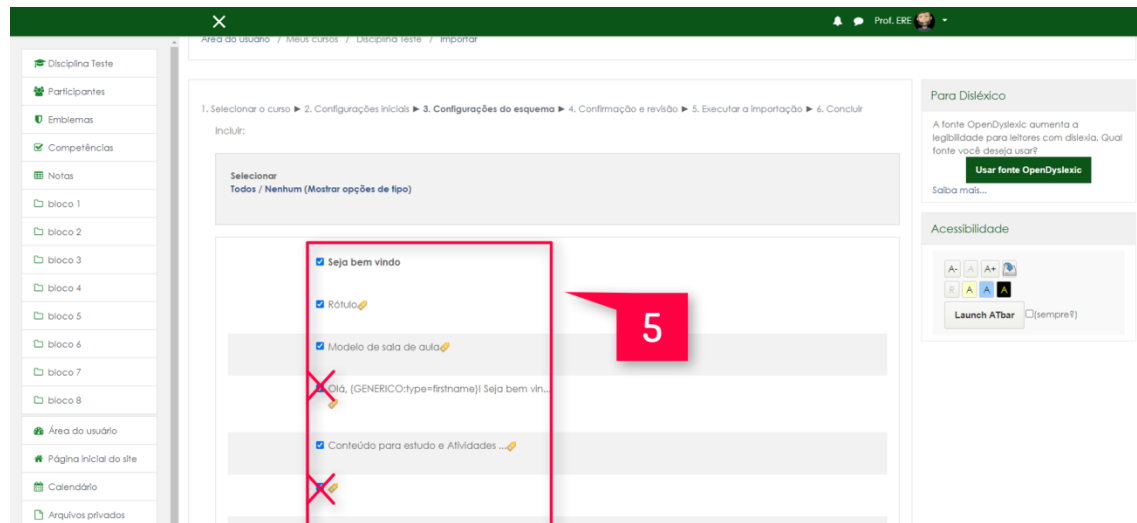 Prof. ERE
Área do usuário / Meus cursos / Disciplina Teste / Importar
Disciplina Teste
Participantes
Emblemas
Competências
Notas
bloco 1
bloco 2
bloco 3
bloco 4
bloco 5
bloco 6
bloco 7
bloco 8
Área do usuário
Página inicial do site
Calendário
Arquivos privados
1. Selecionar o curso ► 2. Configurações iniciais ► 3. Configurações do esquema ► 4. Confirmação e revisão ► 5. Executar a importação ► 6. Concluir
Incluir:
Selecionar
Todos / Nenhum (Mostrar opções de tipo)
Seja bem vindo
Rótulo
Modelo de sala de aula
Olá, {GENERICO:type=firstname}! Seja bem vin...
Conteúdo para estudo e Atividades ...
5
Para Disléxico
A fonte OpenDyslexic aumenta a
legibilidade para leitores com dislexia. Qual
fonte você deseja usar?
Usar fonte OpenDyslexic
Saiba mais...
Acessibilidade
A- A A+
R A A A
Launch ATbar (sempre?)